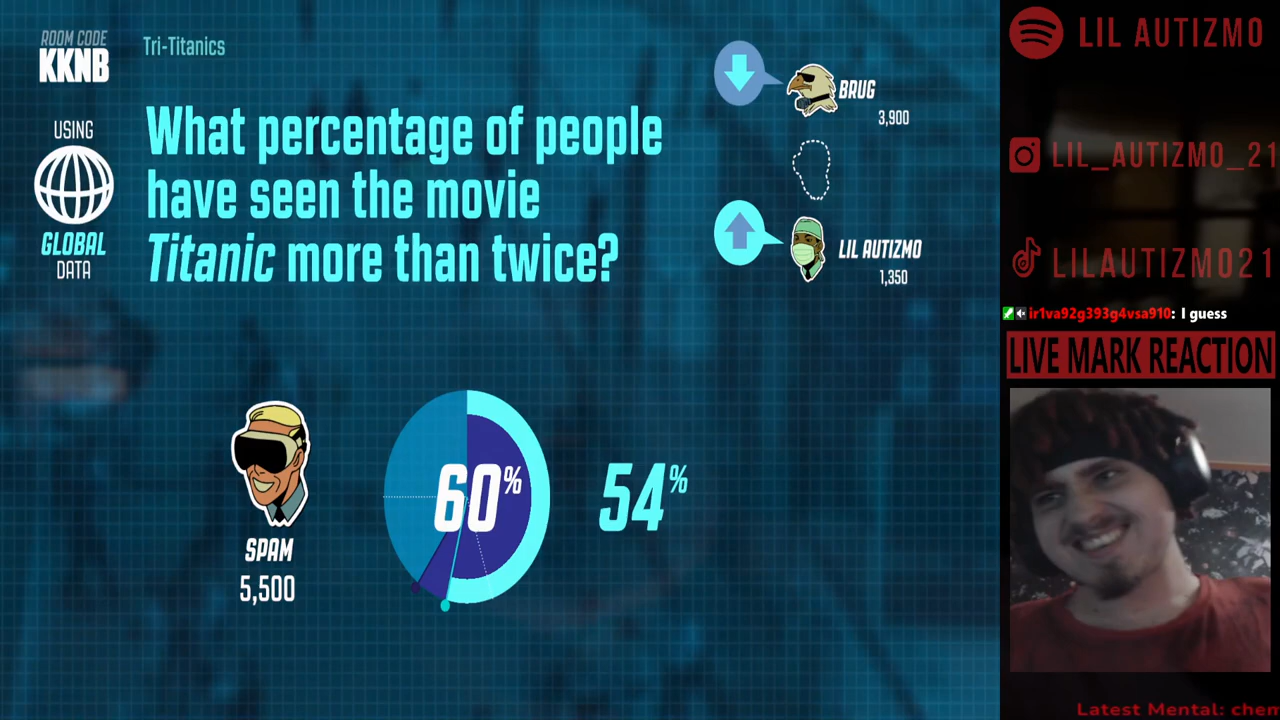 ROOM CODE
KKNB
Tri-Titanics
USING
GLOBAL
DATA
What percentage of people
have seen the movie
Titanic more than twice?
BRUG
3,900
LIL AUTIZMO
1,350
SPAM
5,500
60%
54%
LIL AUTIZMO
LIL_AUTIZMO_21
LILAUTIZMO21
ir1va92g393g4vsa910: I guess
LIVE MARK REACTION
Latest Mental: chem